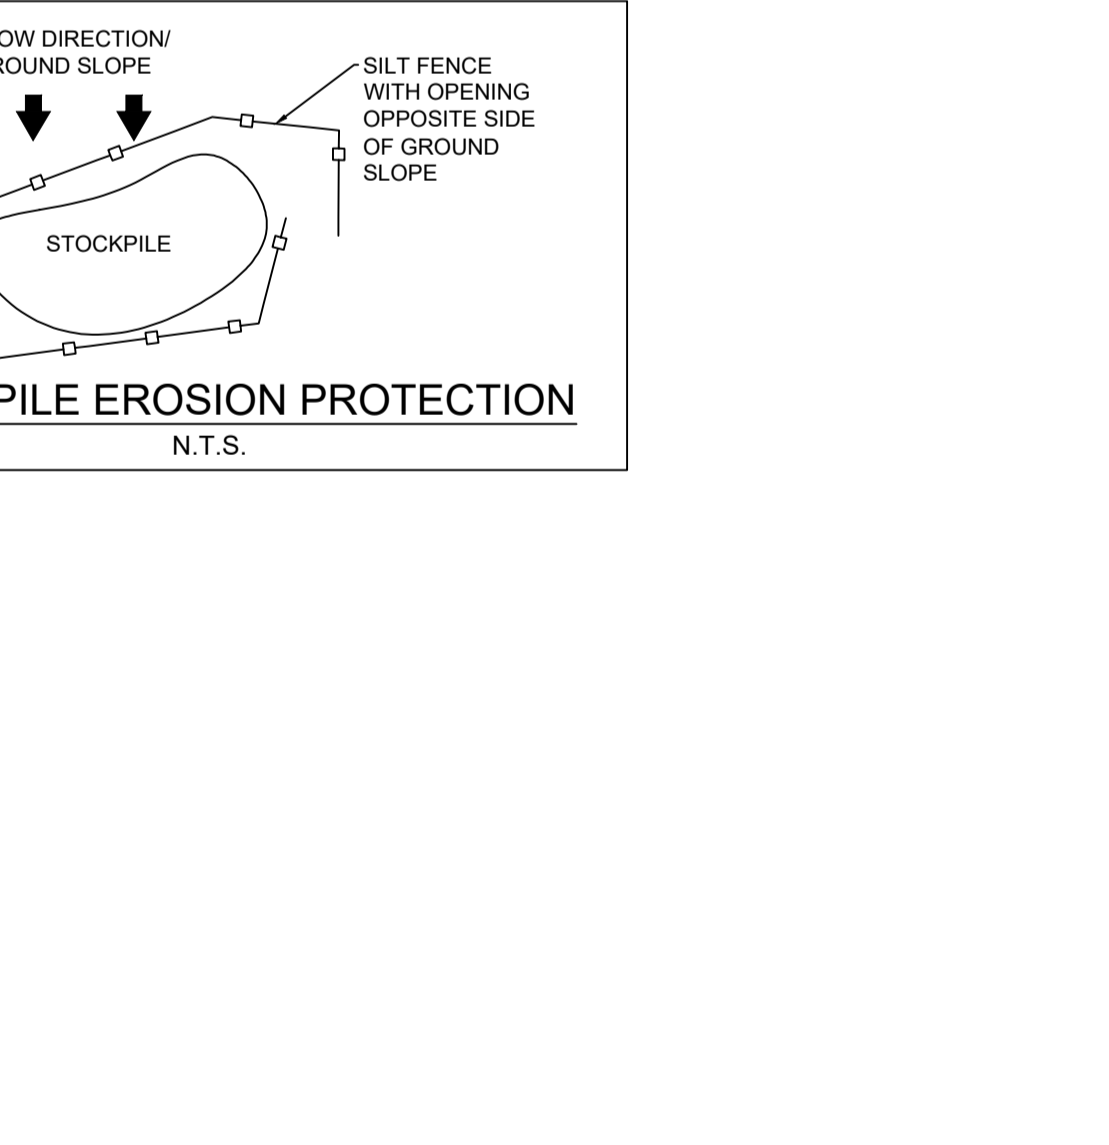 OW DIRECTION/
ROUND SLOPE
SILT FENCE
WITH OPENING
OPPOSITE SIDE
OF GROUND
SLOPE
STOCKPILE
PILE EROSION PROTECTION
N.T.S.